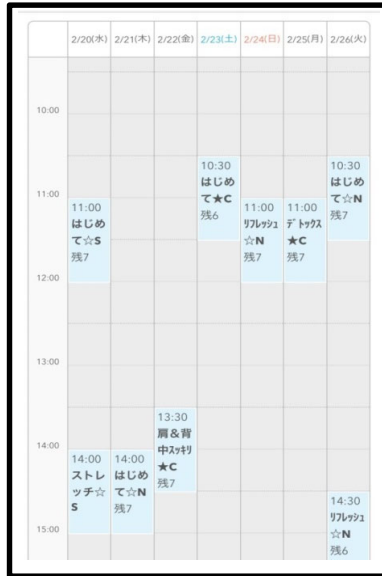 2/20(水) 2/21(木) 2/22(金) 2/23(土) 2/24(日) 2/25(月) 2/26(火)
10:00
10:30
はじめ
て★C
残6
10:30
はじめ
て☆N
残7
11:00
11:00
はじめ
て☆S
残7
11:00
リフレッシュ
☆N
残7
11:00
デトックス
★C
残7
12:00
13:00
13:30
肩&背
中スッキリ
★C
残7
14:00
14:00
ストレ
ッチ☆
S
14:00
はじめ
て☆N
残7
14:30
リフレッシュ
☆N
残6
15:00